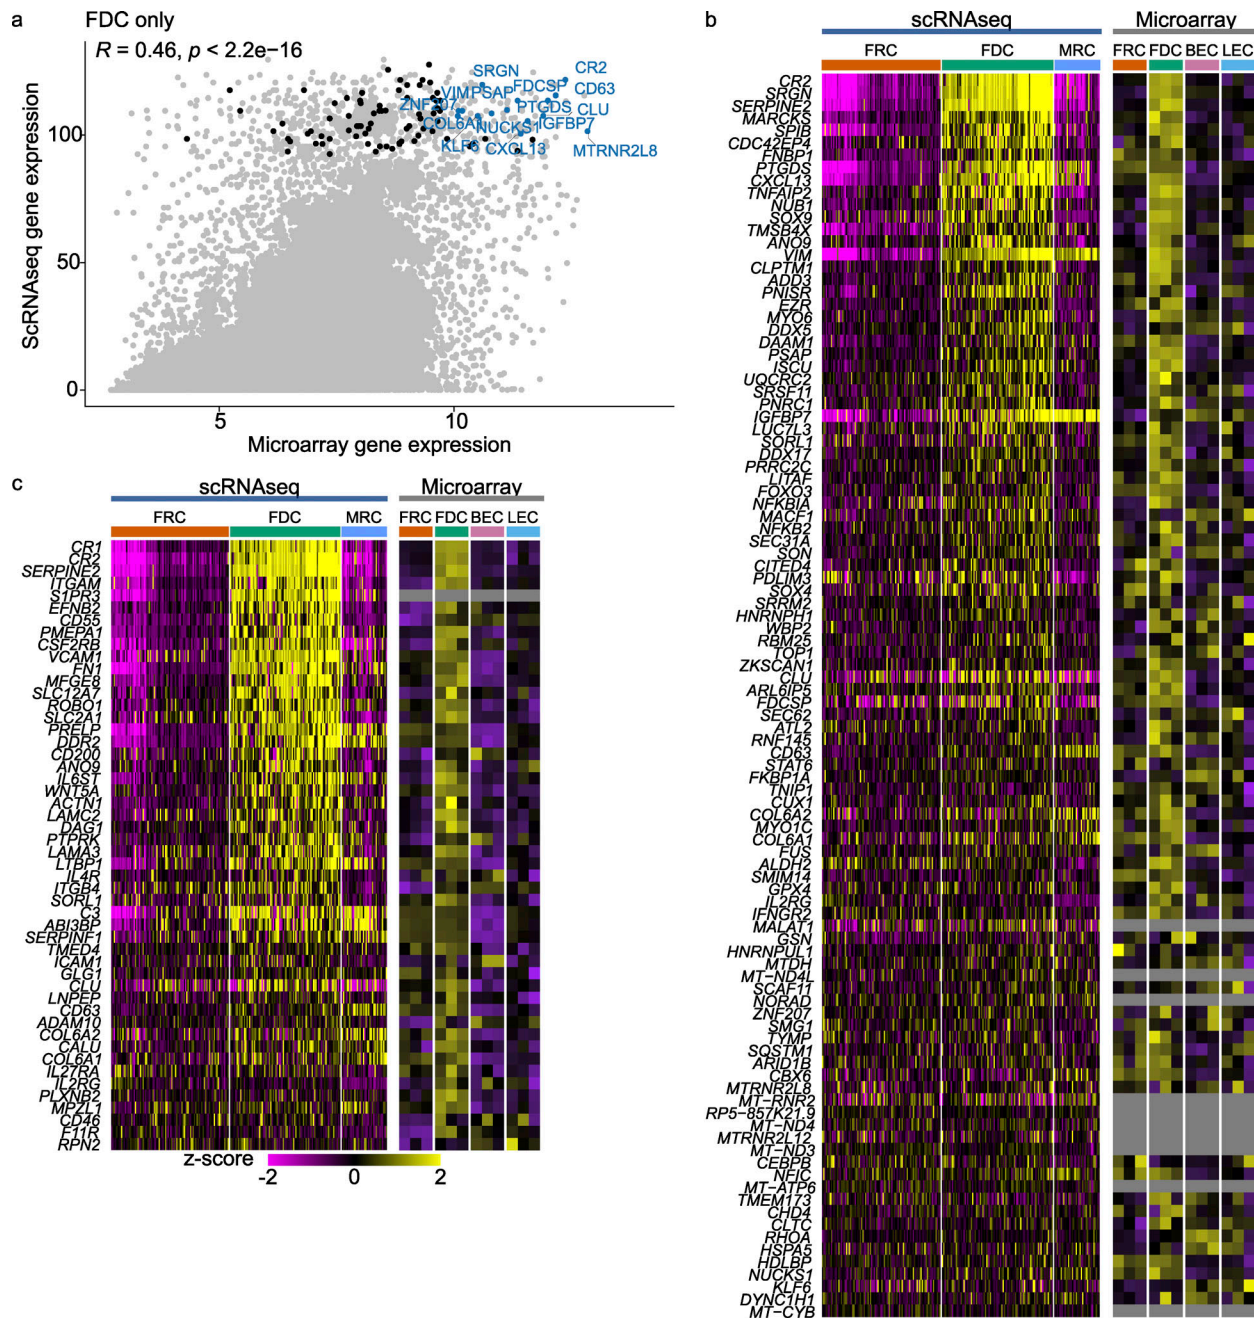 a
FDC only
R = 0.46, p < 2.2e−16
SRGN
CR2
VIM
PSAP
FDCSP
CD63
ZNF207
PTGDS
CLU
COL6A1
NUCKS1
IGFBP7
KLF6
CXCL13
MTRNR2L8
100
50
0
5
10
ScRNAseq gene expression
Microarray gene expression
b
scRNAseq
Microarray
FRC
FDC
MRC
FRC
FDC
BEC
LEC
CR2
SRGN
SERPINE2
MARCKS
SPIB
CDC42EP4
FNBP1
PTGDS
CXCL13
TNFAIP2
NUB1
SOX9
TMSB4X
ANO9
VIM
CLPTM1
ADD3
PNISR
EZR
MYO6
DDX5
DAAM1
PSAP
ISCU
UQCRC2
SRSF11
PNRC1
IGFBP7
LUC7L3
SORL1
DDX17
PRRC2C
LITAF
FOXO3
NFKBIA
MACF1
NFKB2
SEC31A
SON
CITED4
PDLIM3
SOX4
SRRM2
HNRNPH1
WBP2
RBM25
TOP1
ZKSCAN1
CLU
ARL6IP5
FDCSP
SEC62
ATL2
RNF145
CD63
STAT6
FKBP1A
TNIP1
CUX1
COL6A2
MYO1C
COL6A1
FUS
ALDH2
SMIM14
GPX4
IL2RG
IFNGR2
MALAT1
GSN
HNRNPUL1
MTDH
MT−ND4L
SCAF11
NORAD
ZNF207
SMG1
TYMP
SQSTM1
ARID1B
CBX6
MTRNR2L8
MT−RNR2
RP5−857K21.9
MT−ND4
MTRNR2L12
MT−ND3
CEBPB
NFIC
MT−ATP6
TMEM173
CHD4
CLTC
RHOA
HSPA5
HDLBP
NUCKS1
KLF6
DYNC1H1
MT−CYB
c
scRNAseq
Microarray
FRC
FDC
MRC
FRC
FDC
BEC
LEC
CR1
CR2
SERPINE2
ITGAM
S1PR3
EFNB2
CD55
PMEPA1
CSF2RB
VCAM1
FN1
MFGE8
SLC12A7
ROBO1
SLC2A1
PRELP
DDR2
CD200
ANO9
IL6ST
WNT5A
ACTN1
LAMC2
DAG1
PTPRK
LAMA3
LTBP1
IL4R
ITGB4
SORL1
C3
ABI3BP
SERPINF1
TMED4
ICAM1
GLG1
CLU
LNPEP
CD63
ADAM10
COL6A2
CALU
COL6A1
IL27RA
IL2RG
PLXNB2
MPZL1
CD46
F11R
RPN2
z-score
-2
0
2